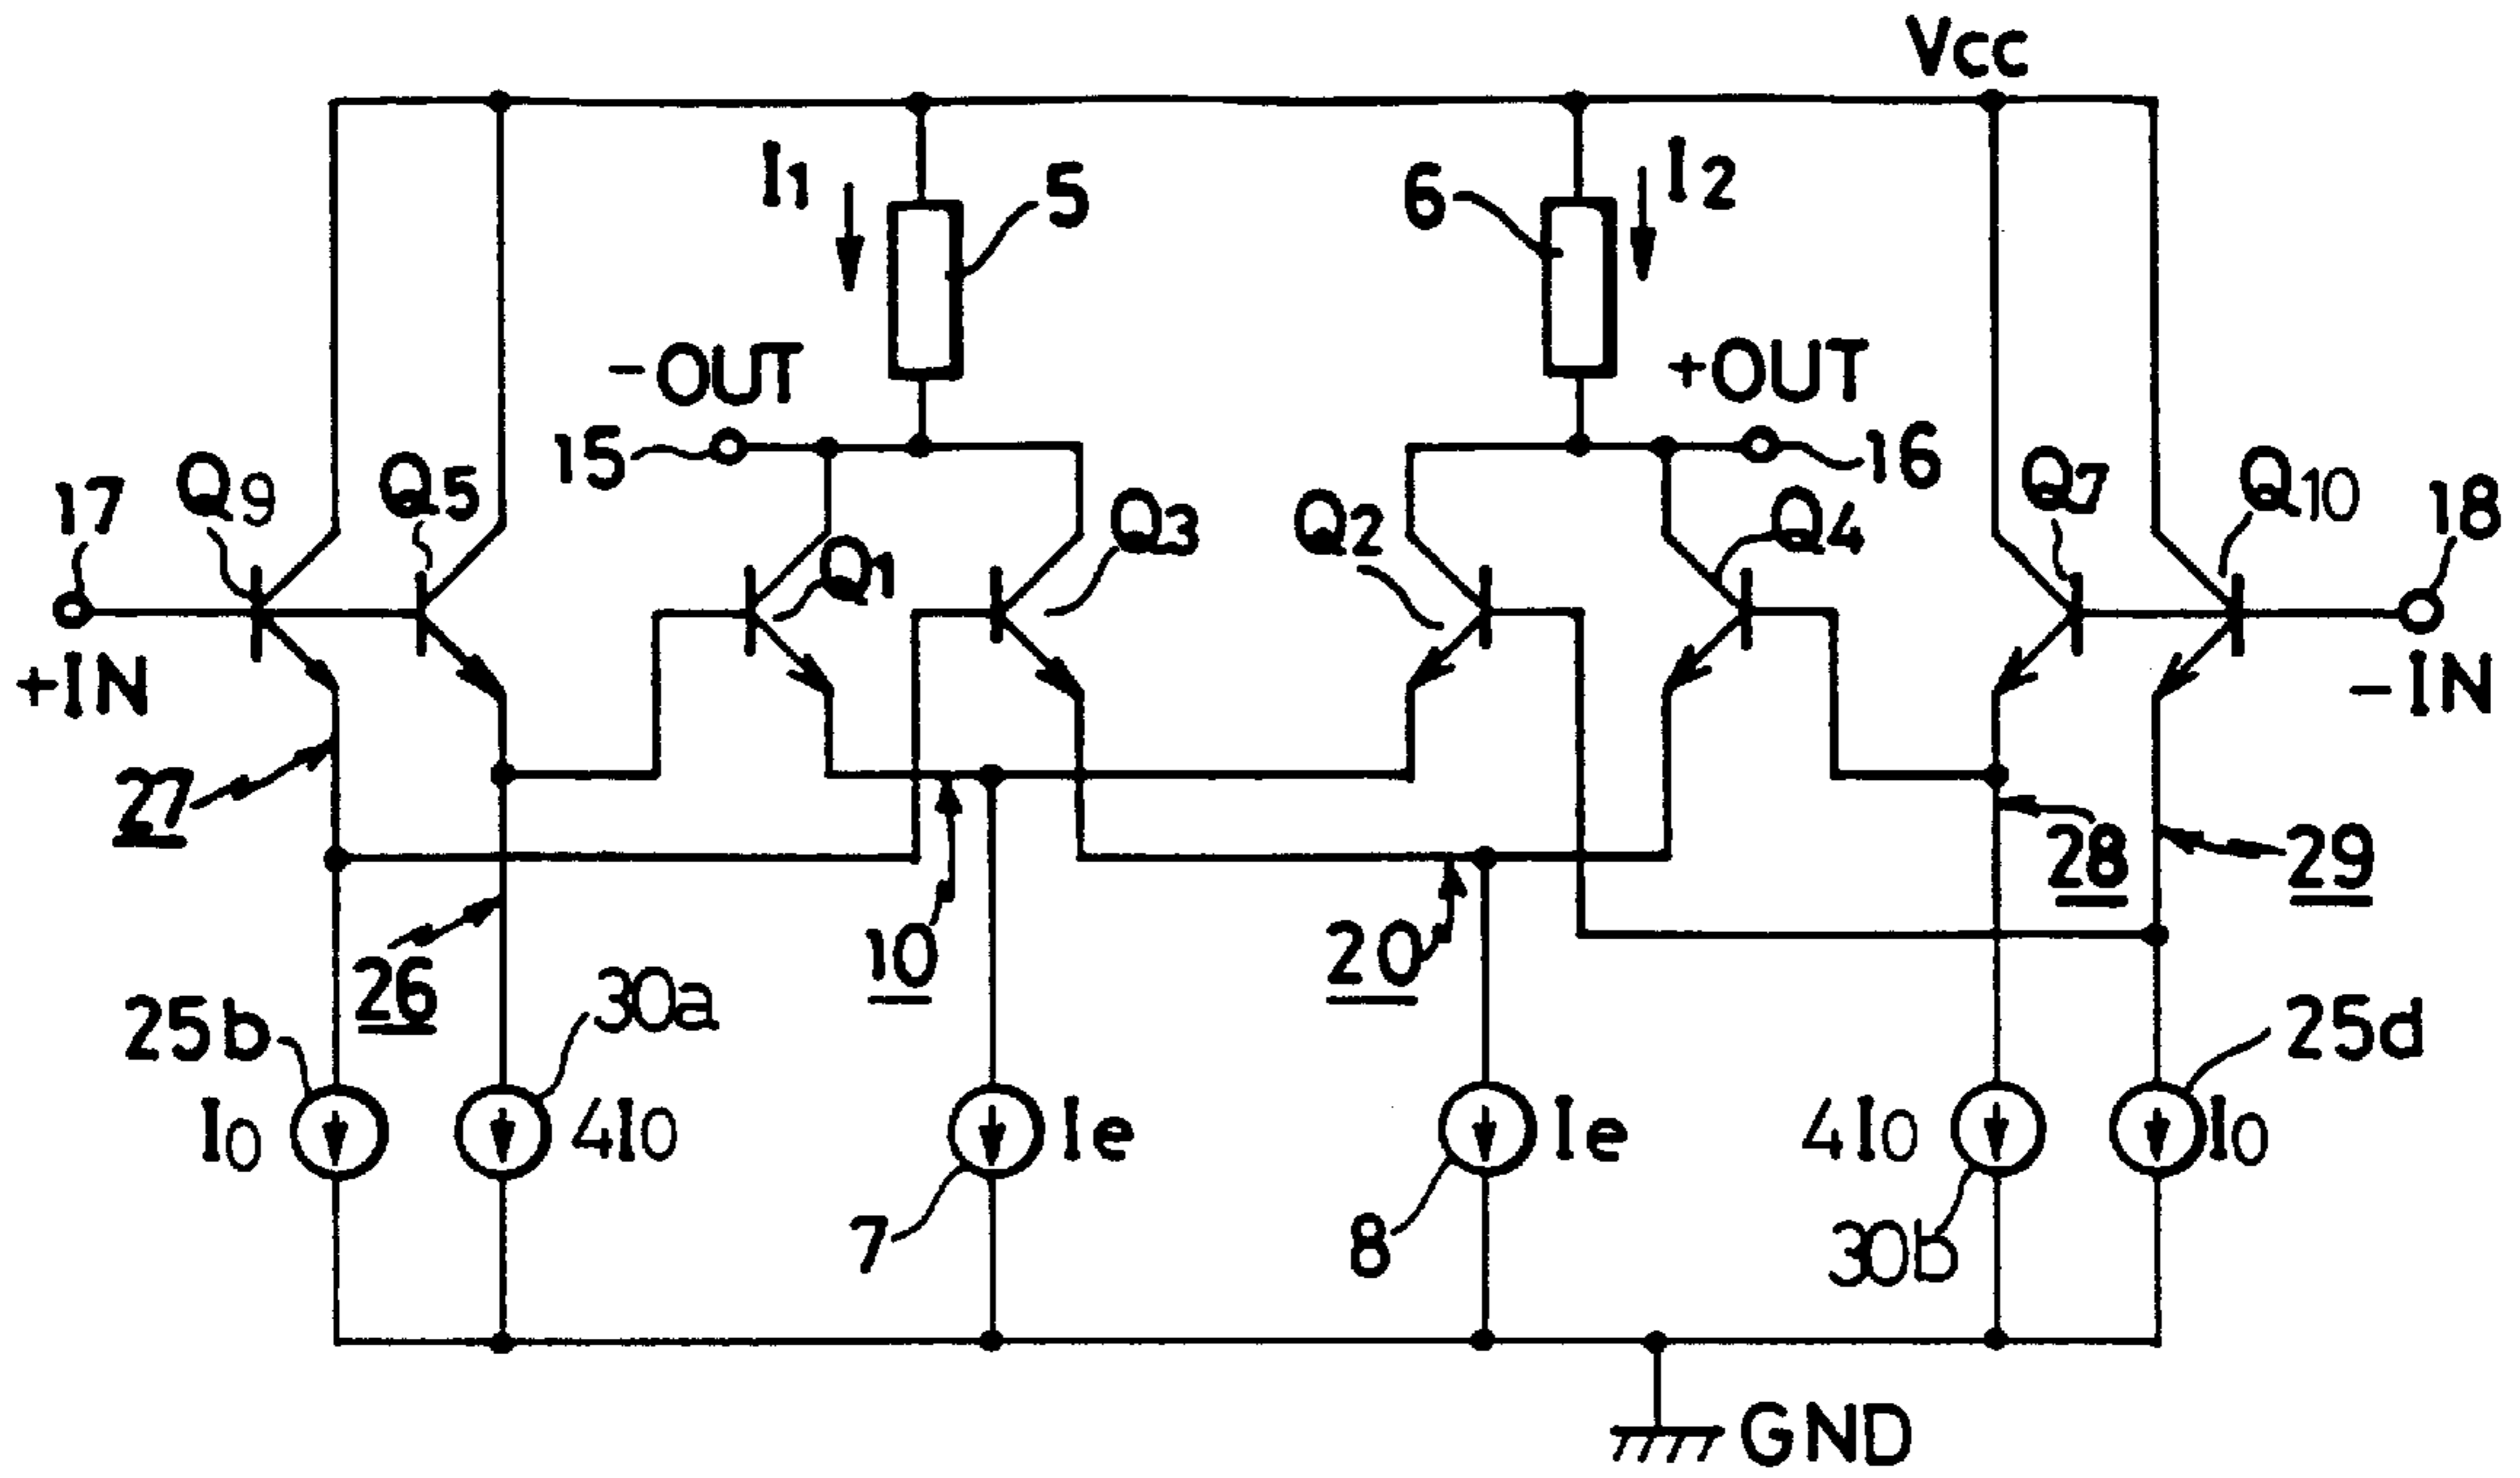 Vcc
I1
5
6
I2
-OUT
+OUT
15
16
17
Q9
Q5
Q1
Q3
Q2
Q4
Q7
Q10
18
+IN
-IN
27
28
29
26
10
20
25b
30a
25d
I0
4I0
Ie
Ie
4I0
I0
7
8
30b
GND